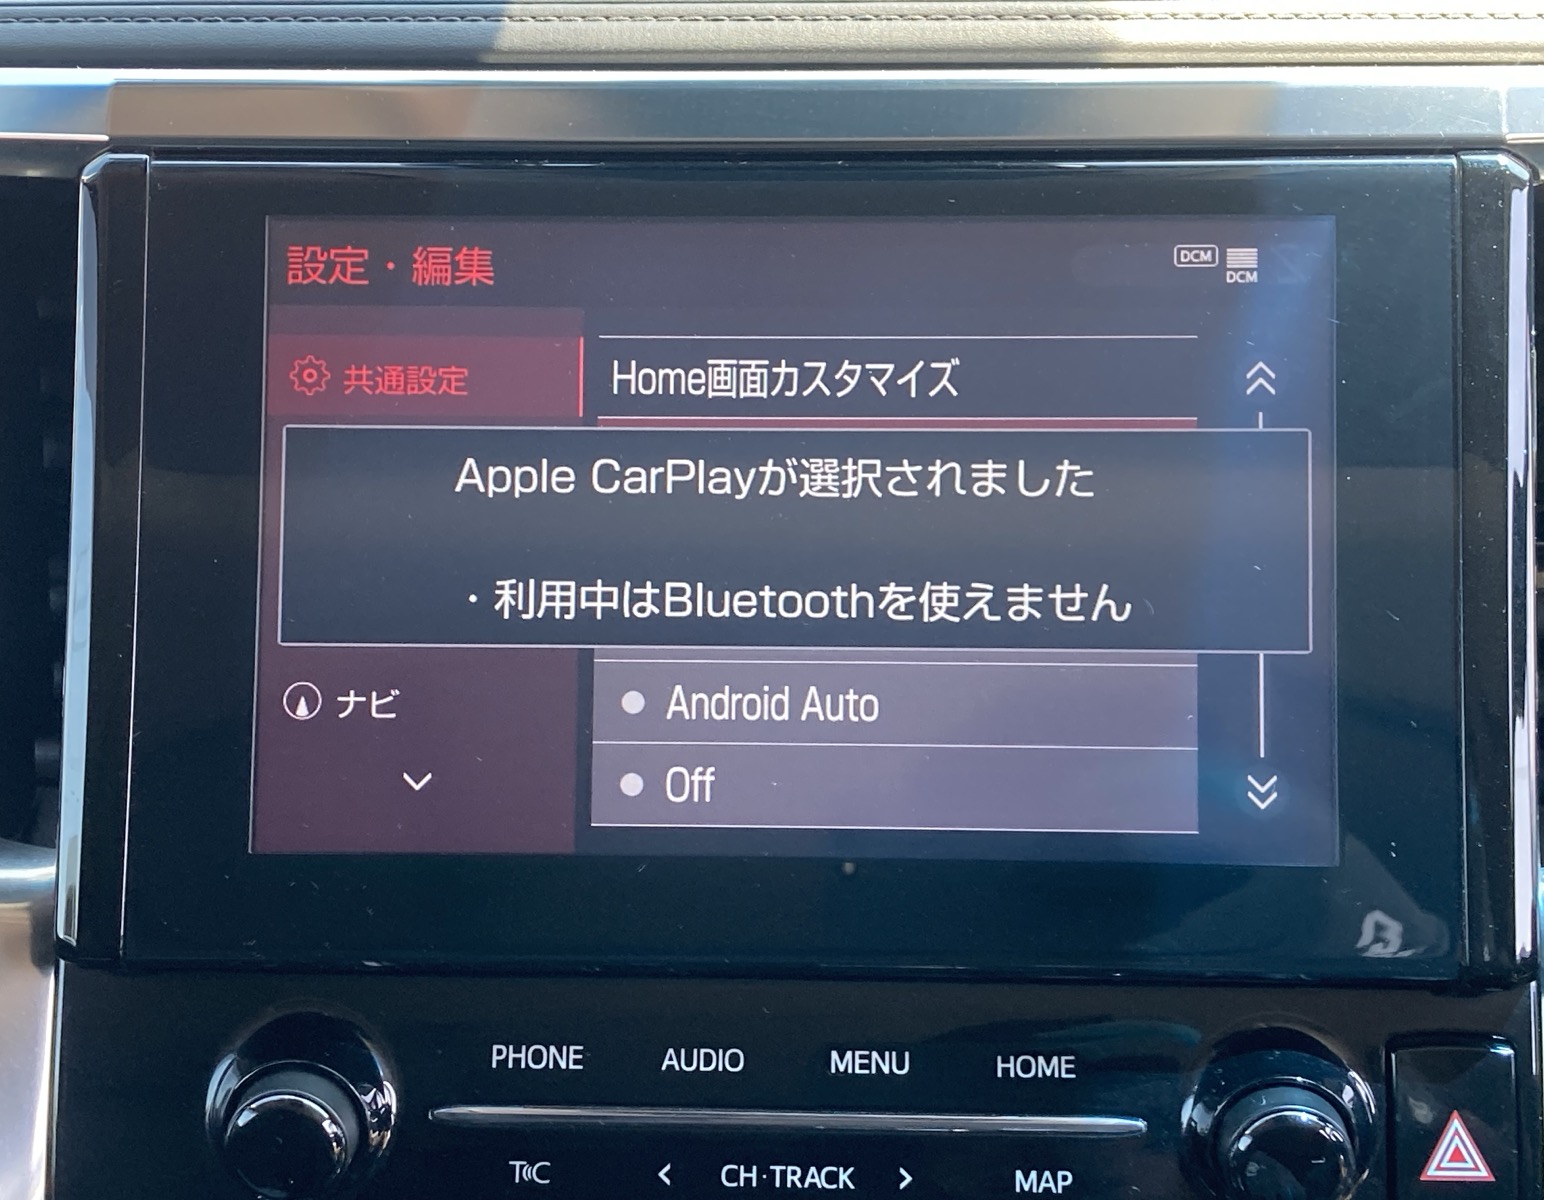 設定・編集
DCM
DCM
共通設定
Home画面カスタマイズ
Apple CarPlayが選択されました
・利用中はBluetoothを使えません
ナビ
Android Auto
Off
PHONE AUDIO MENU HOME
T C < CH·TRACK > MAP